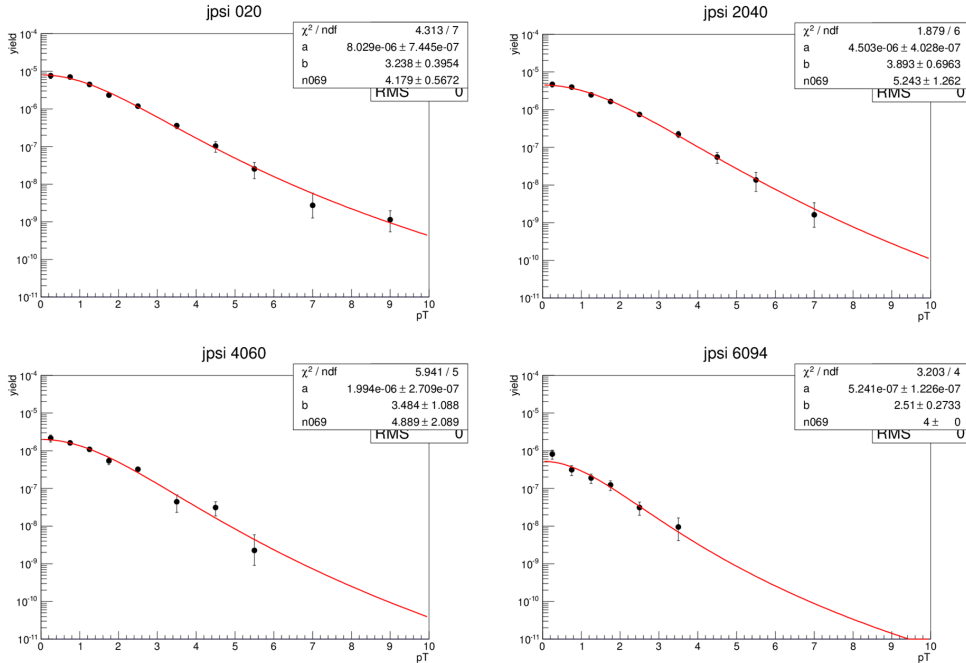 jpsi 020
yield
χ² / ndf 4.313 / 7
a 8.029e-06 ± 7.445e-07
b 3.238 ± 0.3954
n069 4.179 ± 0.5672
RMS 0
10⁻⁴
10⁻⁵
10⁻⁶
10⁻⁷
10⁻⁸
10⁻⁹
10⁻¹⁰
10⁻¹¹
0 1 2 3 4 5 6 7 8 9 10
pT
jpsi 2040
yield
χ² / ndf 1.879 / 6
a 4.503e-06 ± 4.028e-07
b 3.893 ± 0.6963
n069 5.243 ± 1.262
RMS 0
10⁻⁴
10⁻⁵
10⁻⁶
10⁻⁷
10⁻⁸
10⁻⁹
10⁻¹⁰
10⁻¹¹
0 1 2 3 4 5 6 7 8 9 10
pT
jpsi 4060
yield
χ² / ndf 5.941 / 5
a 1.994e-06 ± 2.709e-07
b 3.484 ± 1.088
n069 4.889 ± 2.089
RMS 0
10⁻⁴
10⁻⁵
10⁻⁶
10⁻⁷
10⁻⁸
10⁻⁹
10⁻¹⁰
10⁻¹¹
0 1 2 3 4 5 6 7 8 9 10
pT
jpsi 6094
yield
χ² / ndf 3.203 / 4
a 5.241e-07 ± 1.226e-07
b 2.51 ± 0.2733
n069 4 ± 0
RMS 0
10⁻⁴
10⁻⁵
10⁻⁶
10⁻⁷
10⁻⁸
10⁻⁹
10⁻¹⁰
10⁻¹¹
0 1 2 3 4 5 6 7 8 9 10
pT